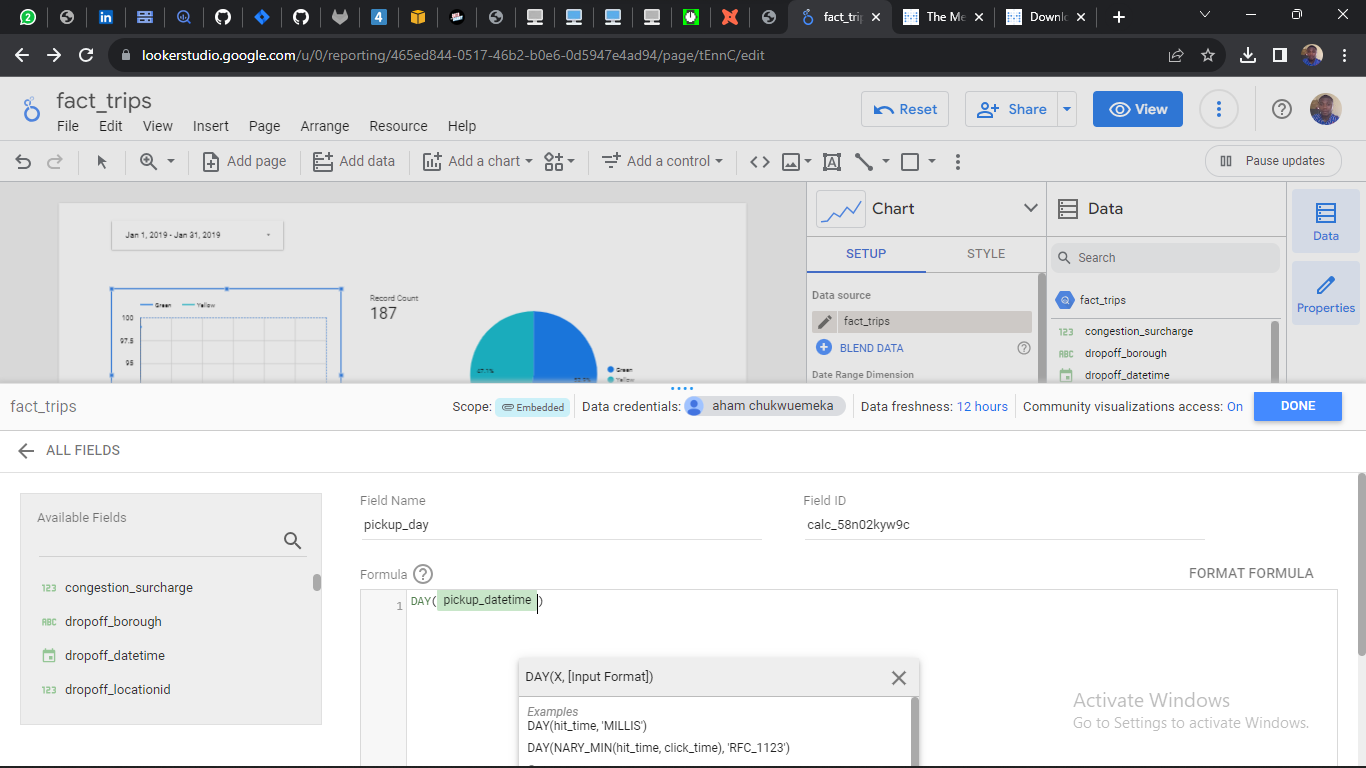 fact_trip
The Me
Downlo
lookerstudio.google.com/u/0/reporting/465ed844-0517-46b2-b0e6-0d5947e4ad94/page/tEnnC/edit
fact_trips
Reset
Share
View
File Edit View Insert Page Arrange Resource Help
Add page
Add data
Add a chart
Add a control
Pause updates
Jan 1, 2019 - Jan 31, 2019
Green Yellow
100
97.5
95
Record Count
187
47.1%
Green
Yellow
Chart
SETUP STYLE
Data source
fact_trips
BLEND DATA
Date Range Dimension
Data
Search
fact_trips
123 congestion_surcharge
ABC dropoff_borough
dropoff_datetime
Data
Properties
fact_trips
Scope: Embedded
Data credentials: aham chukwuemeka
Data freshness: 12 hours
Community visualizations access: On
DONE
ALL FIELDS
Available Fields
123 congestion_surcharge
ABC dropoff_borough
dropoff_datetime
123 dropoff_locationid
Field Name
pickup_day
Field ID
calc_58n02kyw9c
Formula
FORMAT FORMULA
1 DAY( pickup_datetime )
DAY(X, [Input Format])
Examples
DAY(hit_time, 'MILLIS')
DAY(NARY_MIN(hit_time, click_time), 'RFC_1123')
Activate Windows
Go to Settings to activate Windows.